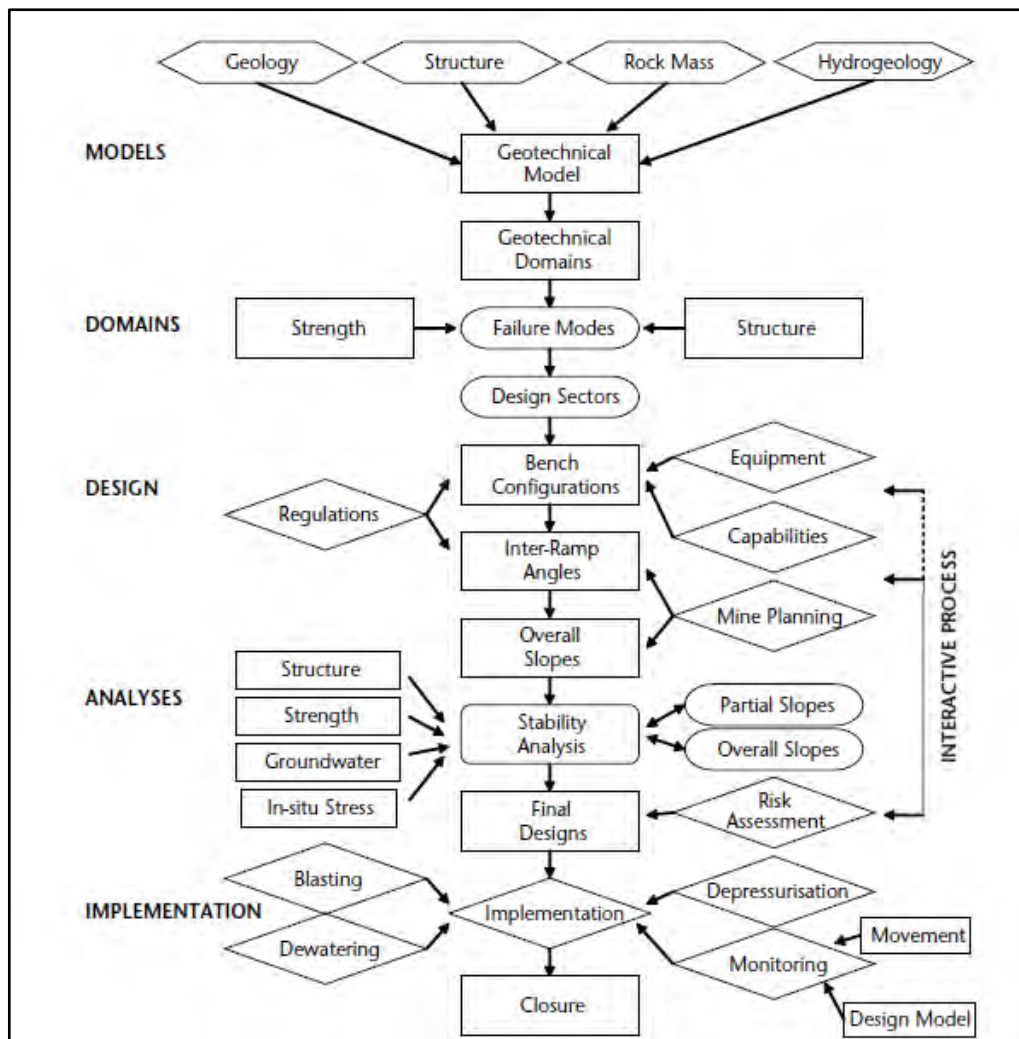 Geology
Structure
Rock Mass
Hydrogeology
MODELS
Geotechnical
Model
Geotechnical
Domains
DOMAINS
Strength
Failure Modes
Structure
Design Sectors
DESIGN
Regulations
Bench
Configurations
Equipment
Inter-Ramp
Angles
Capabilities
Mine Planning
Overall
Slopes
INTERACTIVE PROCESS
ANALYSES
Structure
Strength
Groundwater
In-situ Stress
Stability
Analysis
Partial Slopes
Overall Slopes
Final
Designs
Risk
Assessment
IMPLEMENTATION
Blasting
Dewatering
Implementation
Depressurisation
Monitoring
Movement
Design Model
Closure